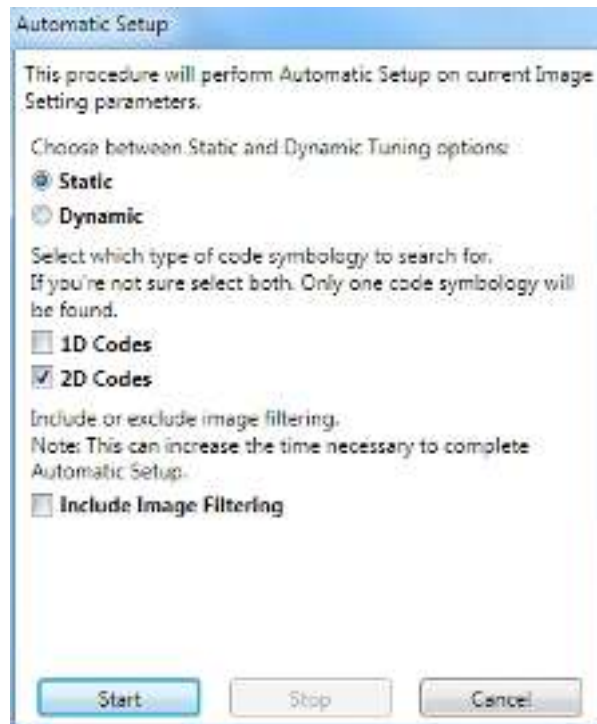 Automatic Setup
This procedure will perform Automatic Setup on current Image
Setting parameters.
Choose between Static and Dynamic Tuning options:
Static
Dynamic
Select which type of code symbology to search for.
If you're not sure select both. Only one code symbology will
be found.
1D Codes
2D Codes
Include or exclude image filtering.
Note: This can increase the time necessary to complete
Automatic Setup.
Include Image Filtering
Start Stop Cancel